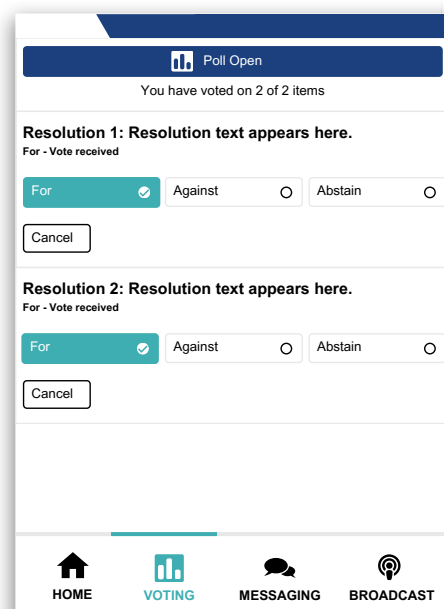 Poll Open
You have voted on 2 of 2 items
Resolution 1: Resolution text appears here.
For - Vote received
For Against Abstain
Cancel
Resolution 2: Resolution text appears here.
For - Vote received
For Against Abstain
Cancel
HOME VOTING MESSAGING BROADCAST